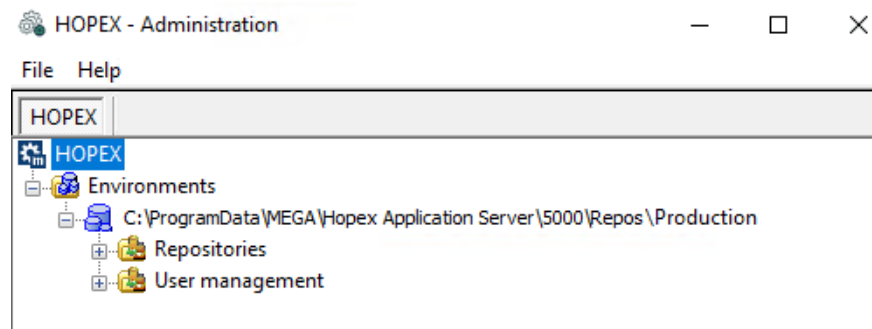 HOPEX - Administration
File Help
HOPEX
HOPEX
Environments
C:\ProgramData\MEGA\Hopex Application Server\5000\Repos\Production
Repositories
User management